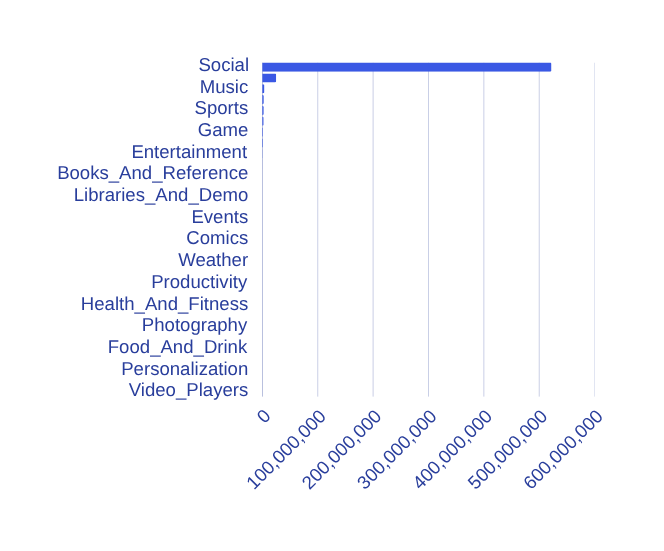 Social
Music
Sports
Game
Entertainment
Books_And_Reference
Libraries_And_Demo
Events
Comics
Weather
Productivity
Health_And_Fitness
Photography
Food_And_Drink
Personalization
Video_Players
0
100,000,000
200,000,000
300,000,000
400,000,000
500,000,000
600,000,000